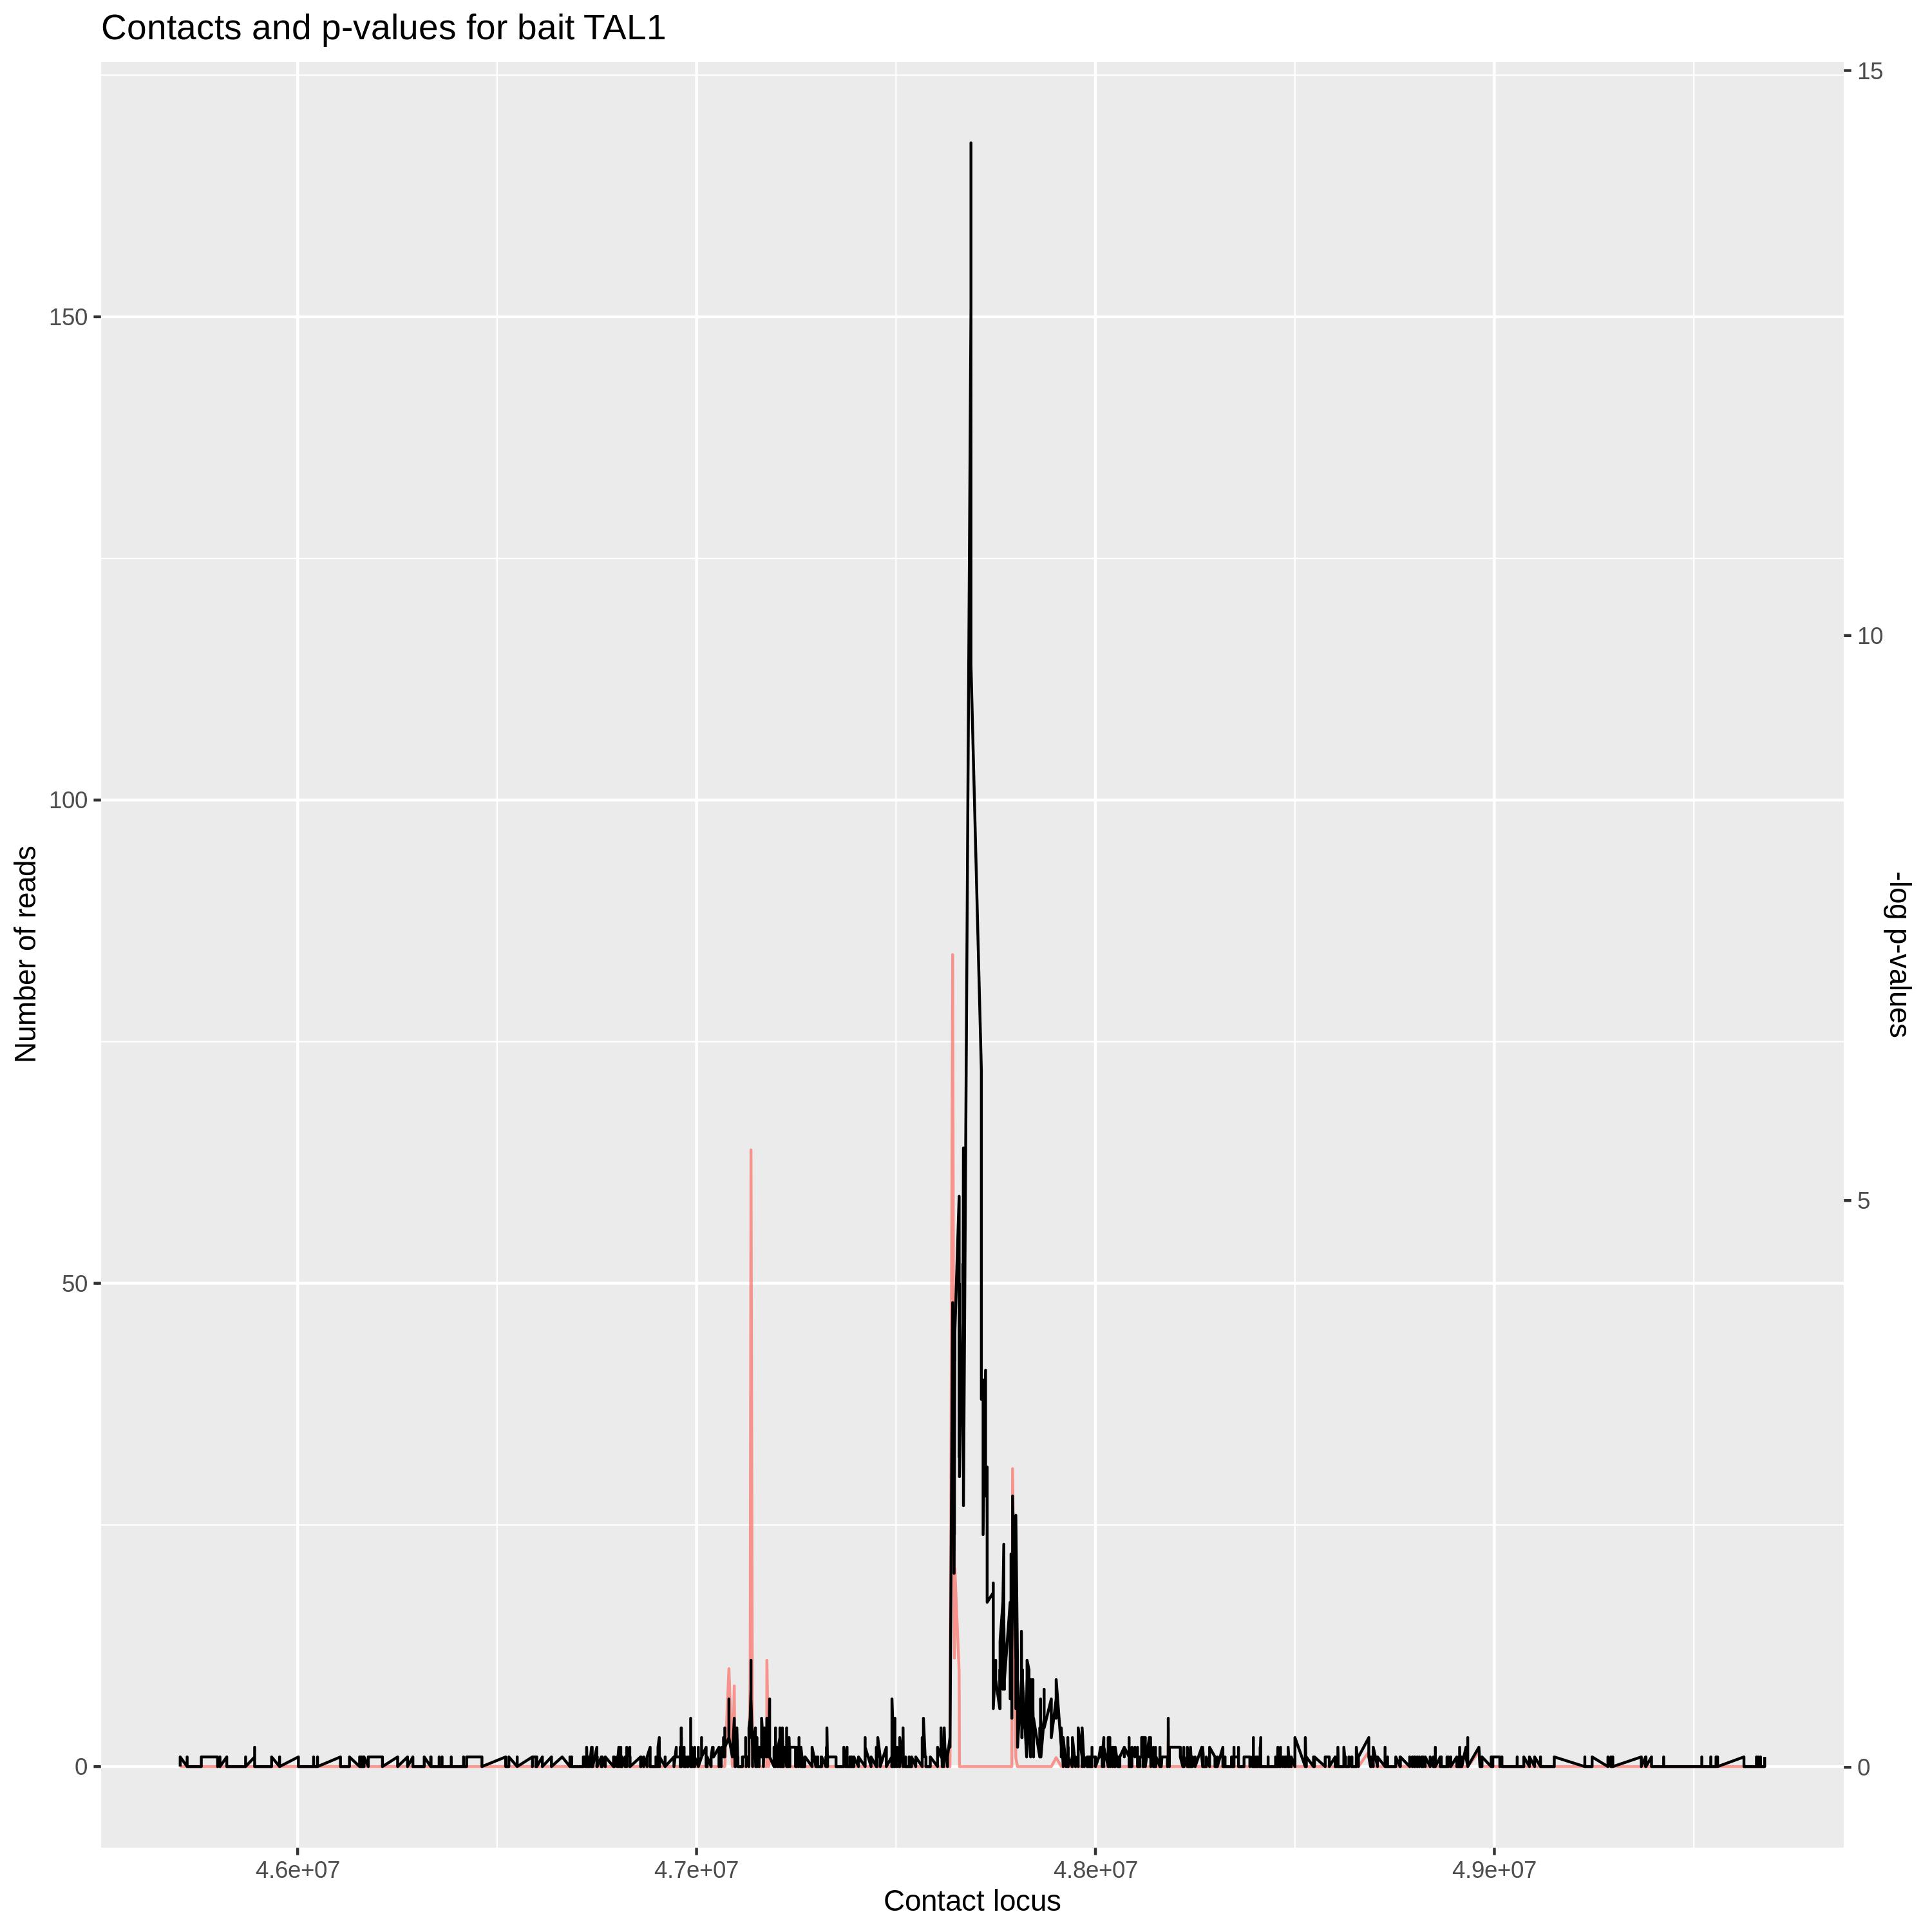 Contacts and p-values for bait TAL1
15
150
10
100
Number of reads
-log p-values
5
50
0
0
4.6e+07
4.7e+07
4.8e+07
4.9e+07
Contact locus